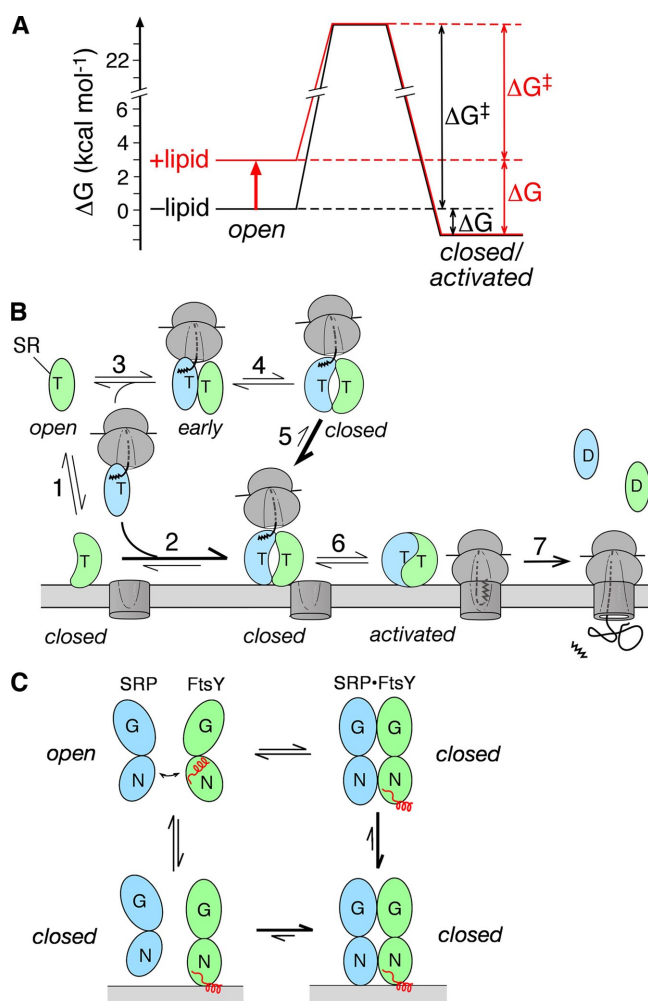 A
ΔG (kcal mol⁻¹)
22
6
4
2
0
+lipid
–lipid
open
ΔG‡
ΔG‡
ΔG
ΔG
closed/
activated
B
SR
T
open
3
T T
early
4
T T
closed
1
T
5
T
closed
2
T T
closed
6
T T
activated
7
D
D
C
SRP FtsY
SRP•FtsY
open
G G
N N
G G
N N
closed
closed
G G
N N
G G
N N
closed